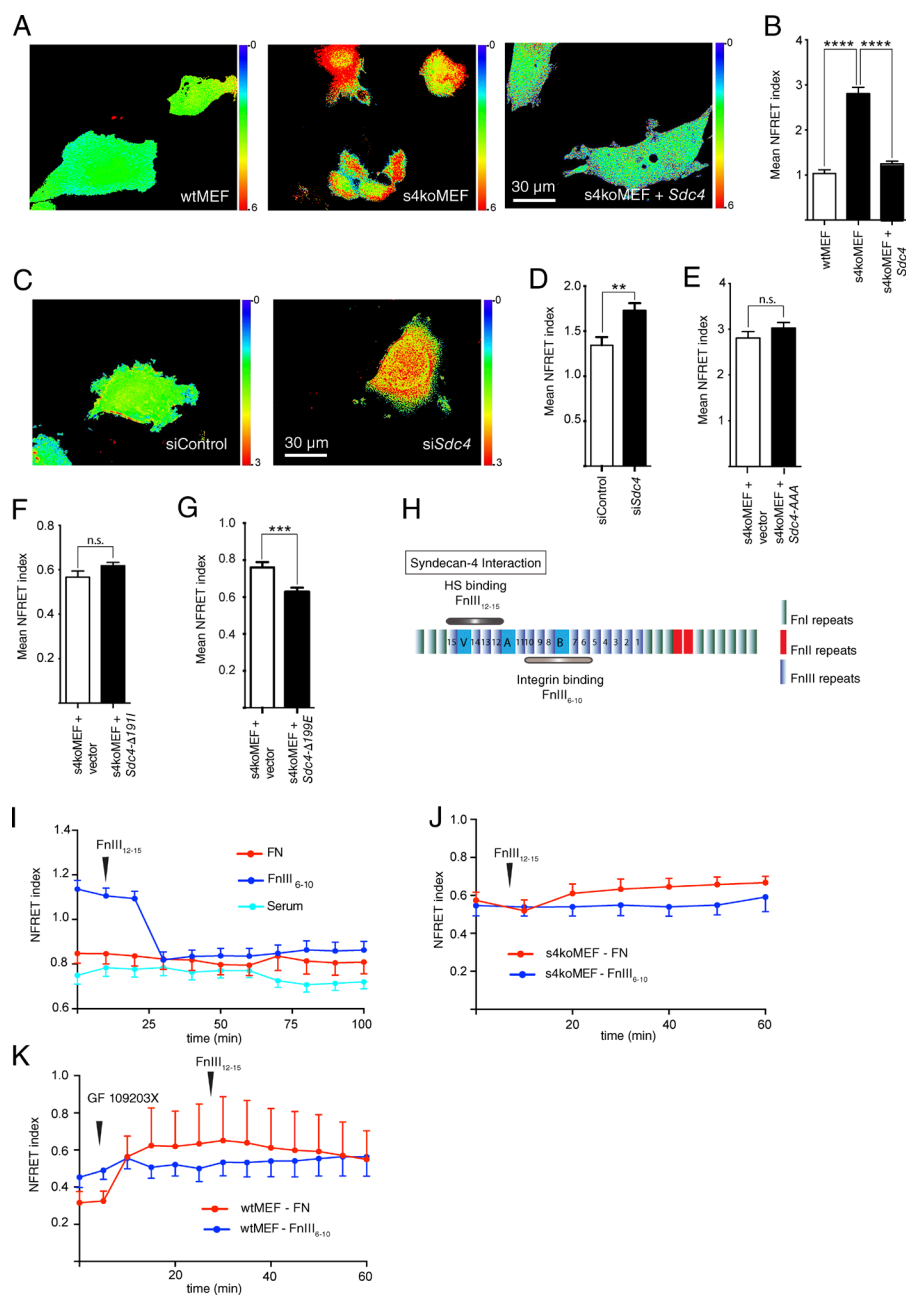 A
0
6
wtMEF
0
6
s4koMEF
0
6
30 µm
s4koMEF + Sdc4
B
**** ****
Mean NFRET index
4
3
2
1
wtMEF
s4koMEF
s4koMEF +
Sdc4
C
0
3
siControl
0
3
30 µm
siSdc4
D
**
Mean NFRET index
2.0
1.5
1.0
0.5
siControl
siSdc4
E
n.s.
Mean NFRET index
4
3
2
1
s4koMEF +
vector
s4koMEF +
Sdc4-AAA
F
n.s.
Mean NFRET index
0.8
0.6
0.4
0.2
s4koMEF +
vector
s4koMEF +
Sdc4-Δ191I
G
***
Mean NFRET index
1.0
0.8
0.6
0.4
0.2
s4koMEF +
vector
s4koMEF +
Sdc4-Δ199E
H
Syndecan-4 Interaction
HS binding
FnIII12-15
15 V 14 13 12 A 11 10 9 8 B 7 6 5 4 3 2 1
Integrin binding
FnIII6-10
FnI repeats
FnII repeats
FnIII repeats
I
FnIII12-15
FN
FnIII6-10
Serum
NFRET index
1.4
1.2
1.0
0.8
0.6
25 50 75 100
time (min)
J
FnIII12-15
NFRET index
1.0
0.8
0.6
0.4
0.2
s4koMEF - FN
s4koMEF - FnIII6-10
20 40 60
time (min)
K
GF 109203X
FnIII12-15
NFRET index
1.0
0.8
0.6
0.4
0.2
wtMEF - FN
wtMEF - FnIII6-10
20 40 60
time (min)